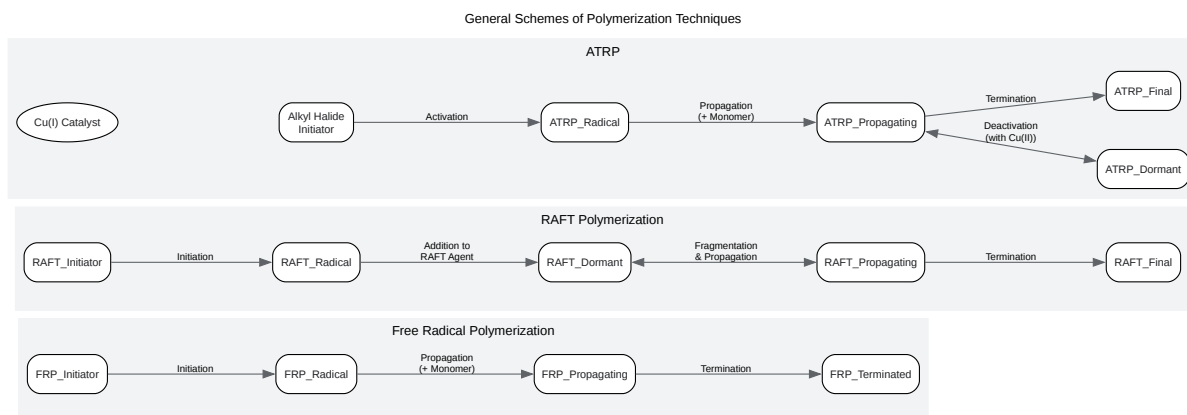 General Schemes of Polymerization Techniques
ATRP
Cu(I) Catalyst
Alkyl Halide
Initiator
Activation
ATRP_Radical
Propagation
(+ Monomer)
ATRP_Propagating
Termination
ATRP_Final
Deactivation
(with Cu(II))
ATRP_Dormant
RAFT Polymerization
RAFT_Initiator
Initiation
RAFT_Radical
Addition to
RAFT Agent
RAFT_Dormant
Fragmentation
& Propagation
RAFT_Propagating
Termination
RAFT_Final
Free Radical Polymerization
FRP_Initiator
Initiation
FRP_Radical
Propagation
(+ Monomer)
FRP_Propagating
Termination
FRP_Terminated